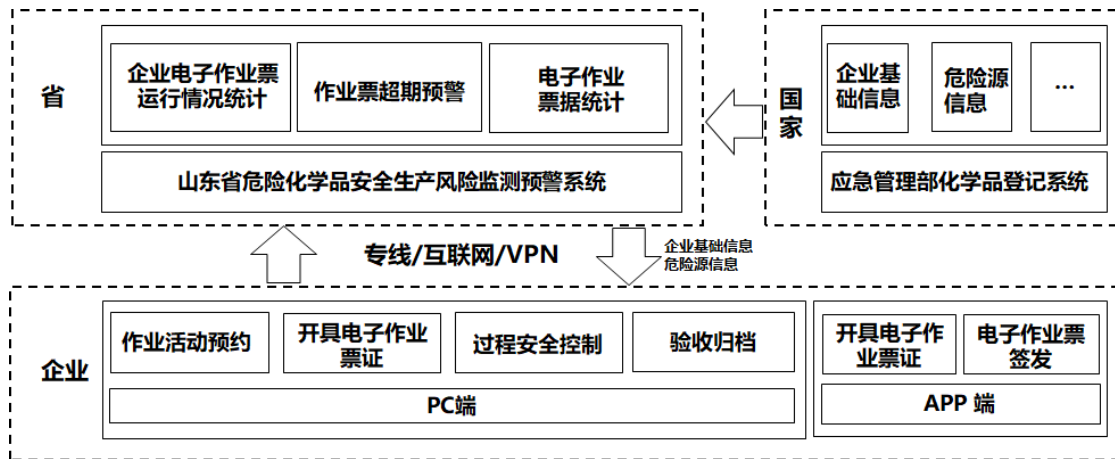 省
企业电子作业票
运行情况统计
作业票超期预警
电子作业
票据统计
山东省危险化学品安全生产风险监测预警系统
国
家
企业基
础信息
危险源
信息
...
应急管理部化学品登记系统
专线/互联网/VPN
企业基础信息
危险源信息
企业
作业活动预约
开具电子作业
票证
过程安全控制
验收归档
PC端
开具电子作
业票证
电子作业票
签发
APP 端